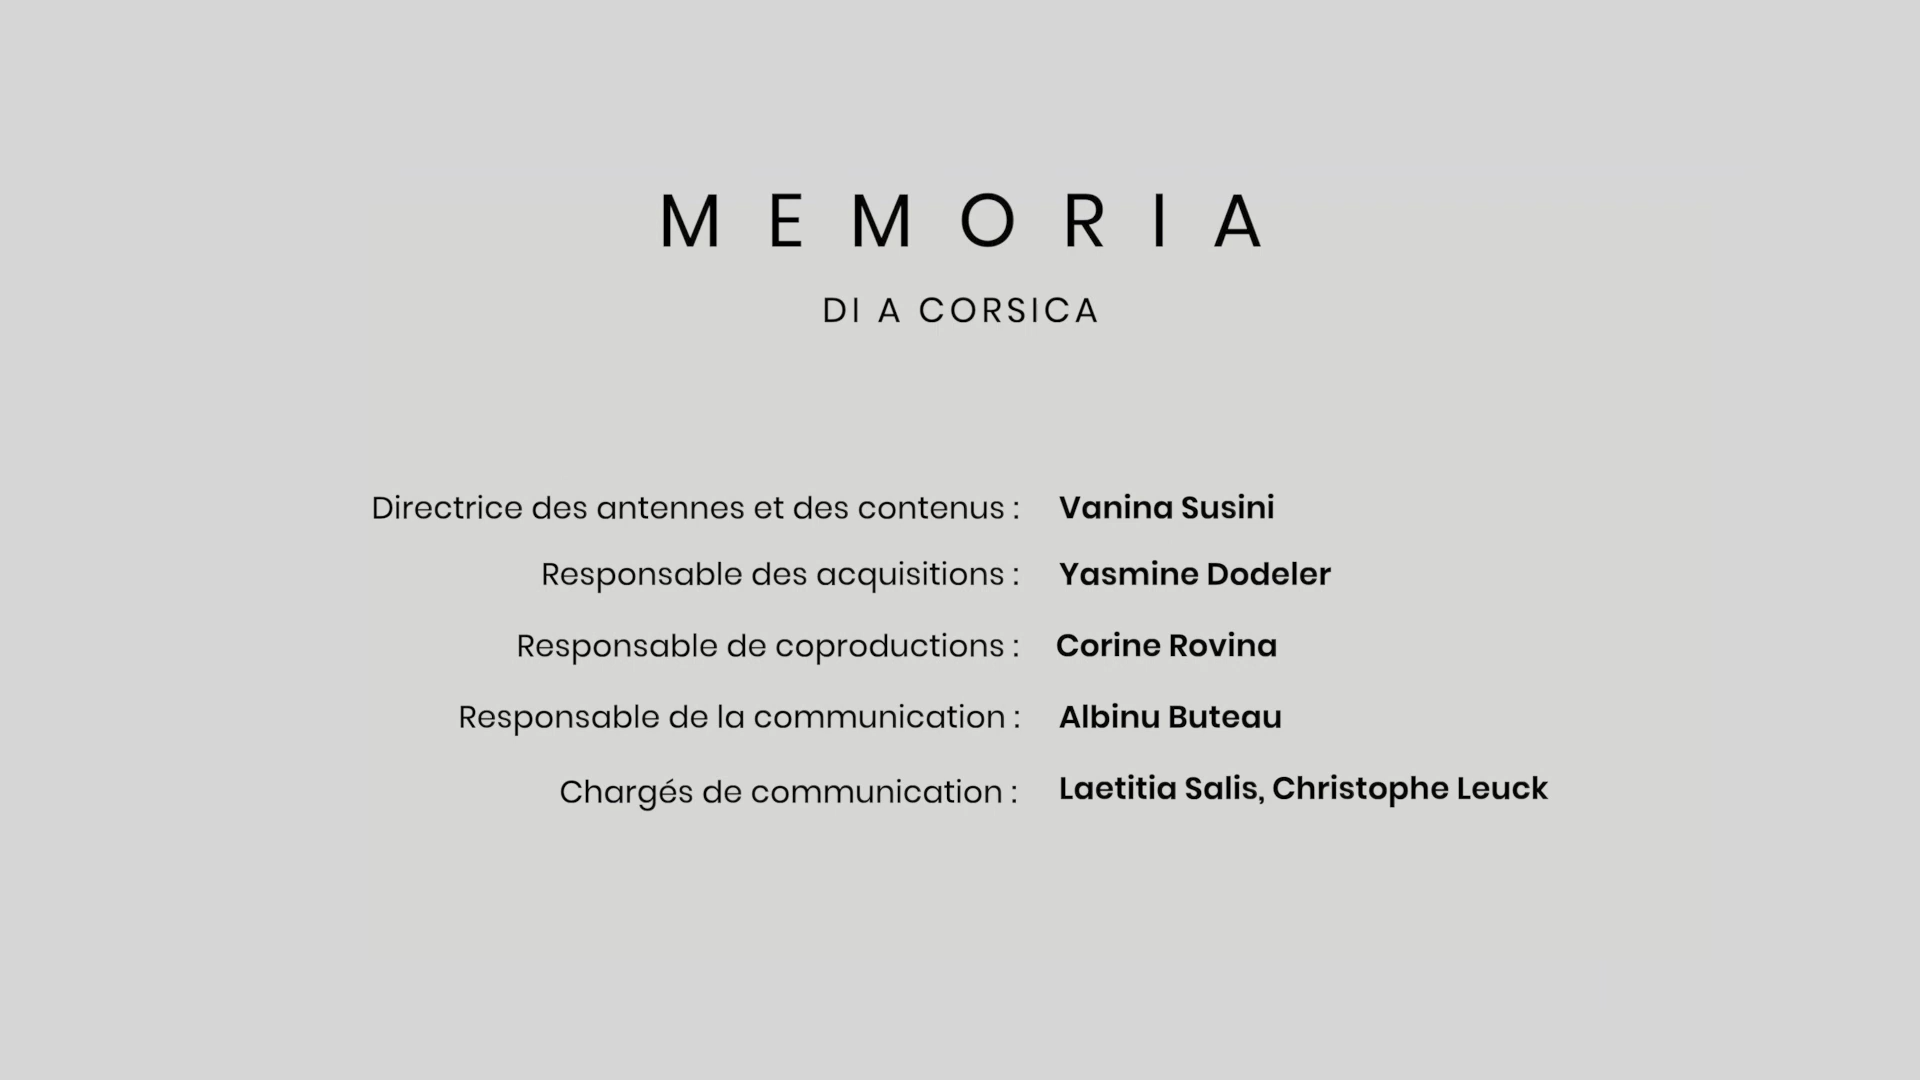 MEMORIA
DI A CORSICA
Directrice des antennes et des contenus : Vanina Susini
Responsable des acquisitions : Yasmine Dodeler
Responsable de coproductions : Corine Rovina
Responsable de la communication : Albinu Buteau
Chargés de communication : Laetitia Salis, Christophe Leuck